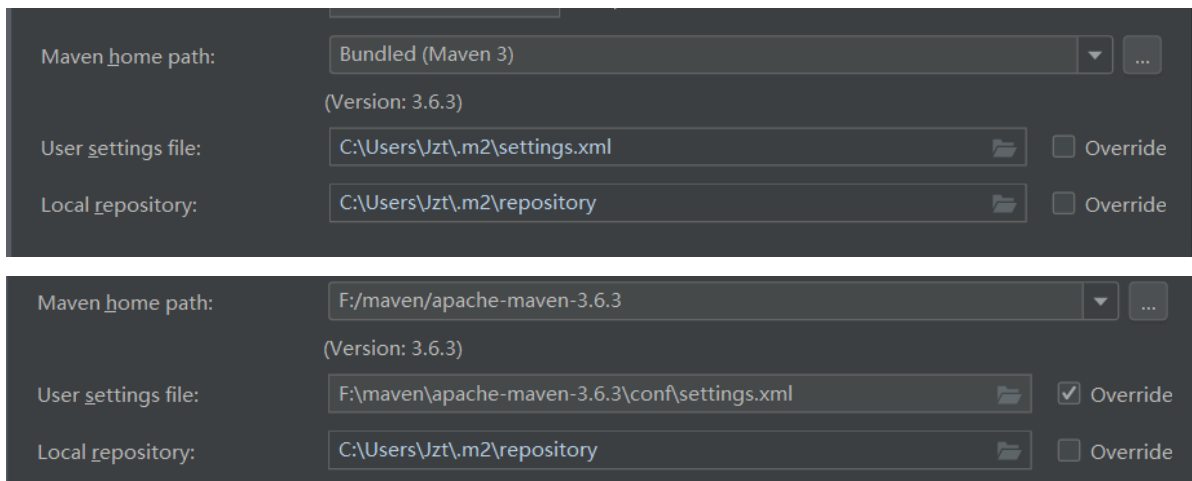 Maven home path: Bundled (Maven 3) ...
(Version: 3.6.3)
User settings file: C:\Users\Jzt\.m2\settings.xml Override
Local repository: C:\Users\Jzt\.m2\repository Override
Maven home path: F:/maven/apache-maven-3.6.3 ...
(Version: 3.6.3)
User settings file: F:\maven\apache-maven-3.6.3\conf\settings.xml Override
Local repository: C:\Users\Jzt\.m2\repository Override